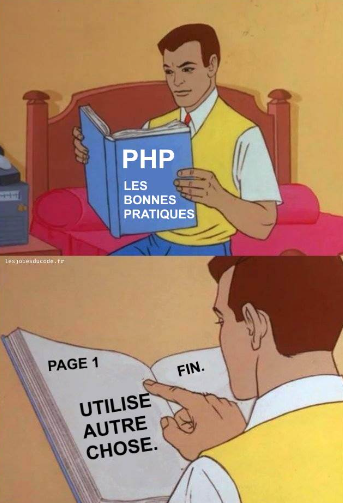 PHP
LES
BONNES
PRATIQUES
lesjoiesducode.fr
PAGE 1
FIN.
UTILISE
AUTRE
CHOSE.